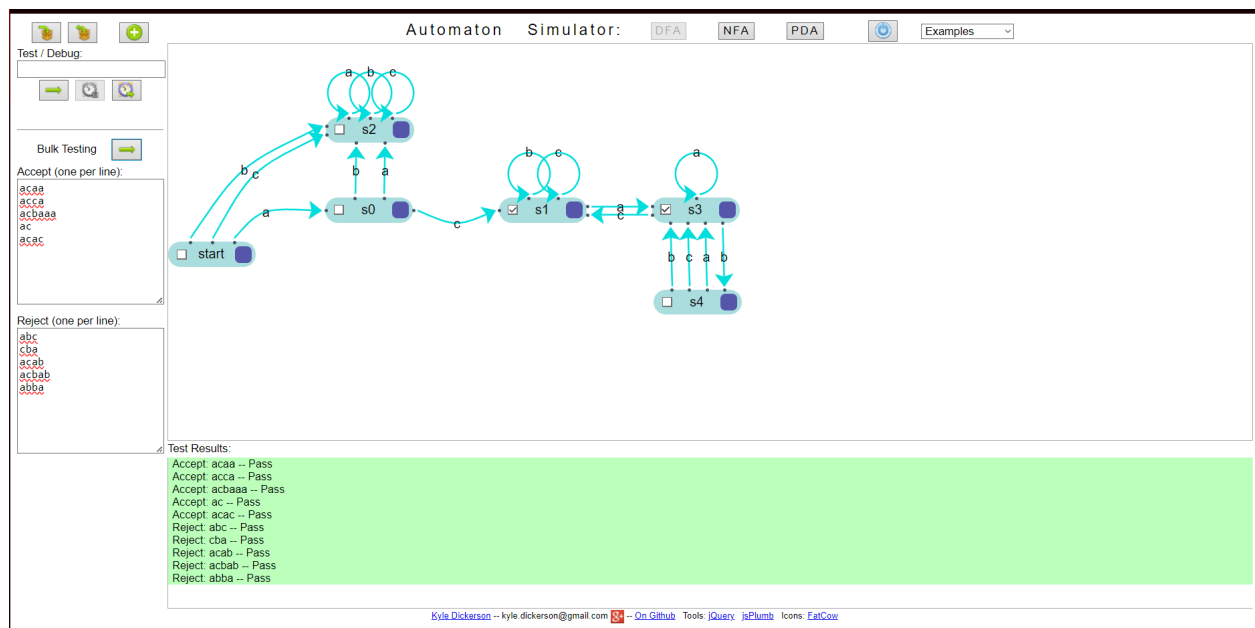 Automaton Simulator: DFA NFA PDA Examples
Test / Debug:
Bulk Testing
Accept (one per line):
acaa
acca
acbaaa
ac
acac
Reject (one per line):
abc
cba
acab
acbab
abba
a b c
s2
b c
b a
a
s0
c
start
b c
s1
a
c
a
s3
b c a b
s4
Test Results:
Accept: acaa -- Pass
Accept: acca -- Pass
Accept: acbaaa -- Pass
Accept: ac -- Pass
Accept: acac -- Pass
Reject: abc -- Pass
Reject: cba -- Pass
Reject: acab -- Pass
Reject: acbab -- Pass
Reject: abba -- Pass
Kyle Dickerson -- kyle.dickerson@gmail.com g+ -- On Github Tools: jQuery jsPlumb Icons: FatCow